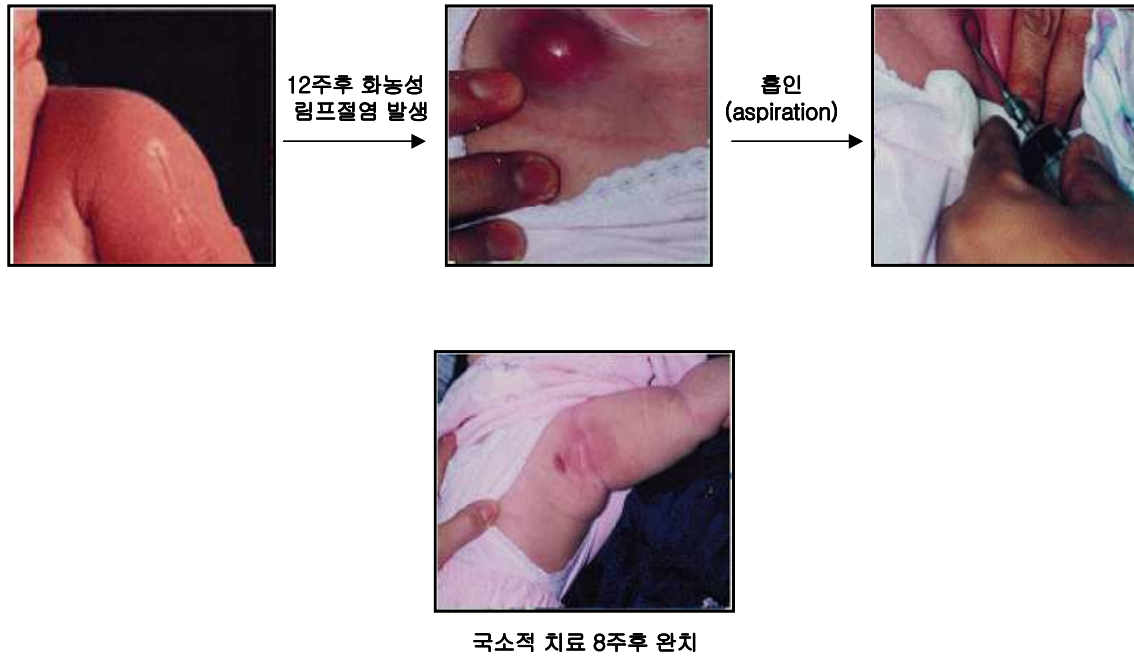 12주후 화농성
림프절염 발생
흡인
(aspiration)
국소적 치료 8주후 완치